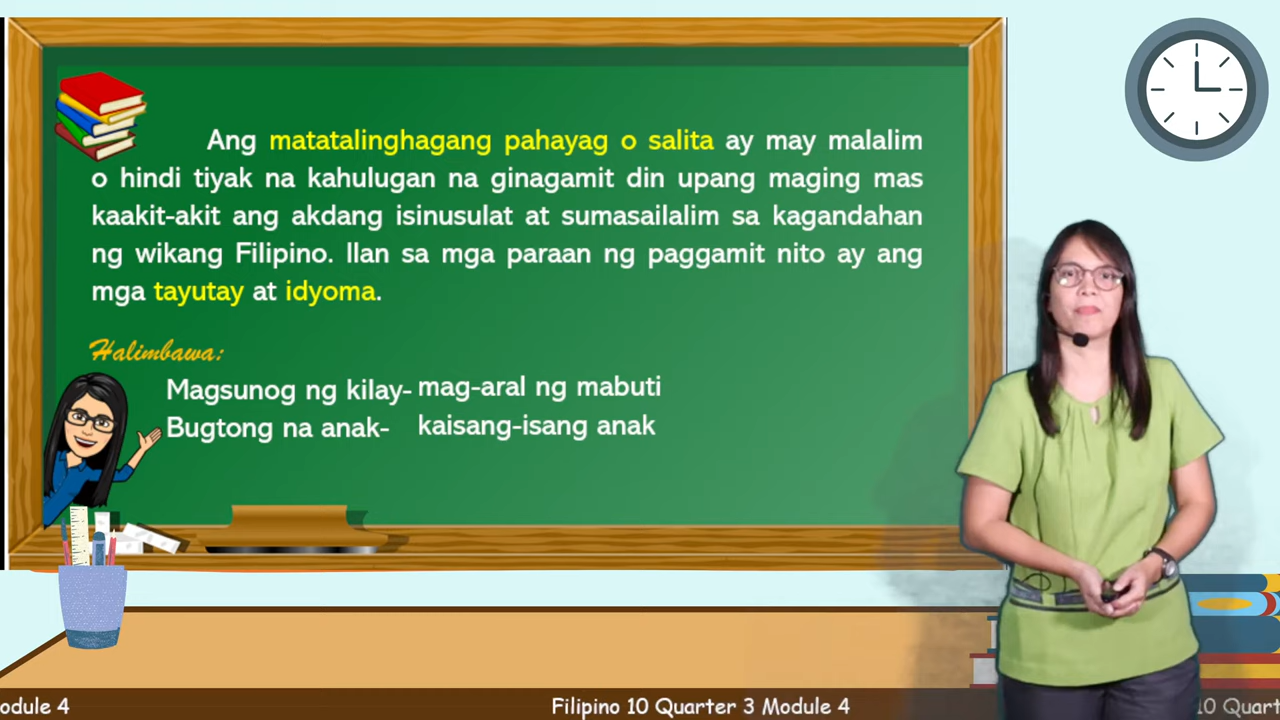 Ang matatalinghagang pahayag o salita ay may malalim
o hindi tiyak na kahulugan na ginagamit din upang maging mas
kaakit-akit ang akdang isinusulat at sumasailalim sa kagandahan
ng wikang Filipino. Ilan sa mga paraan ng paggamit nito ay ang
mga tayutay at idyoma.
Halimbawa:
Magsunog ng kilay- mag-aral ng mabuti
Bugtong na anak- kaisang-isang anak
odule 4 Filipino 10 Quarter 3 Module 4 10 Quart